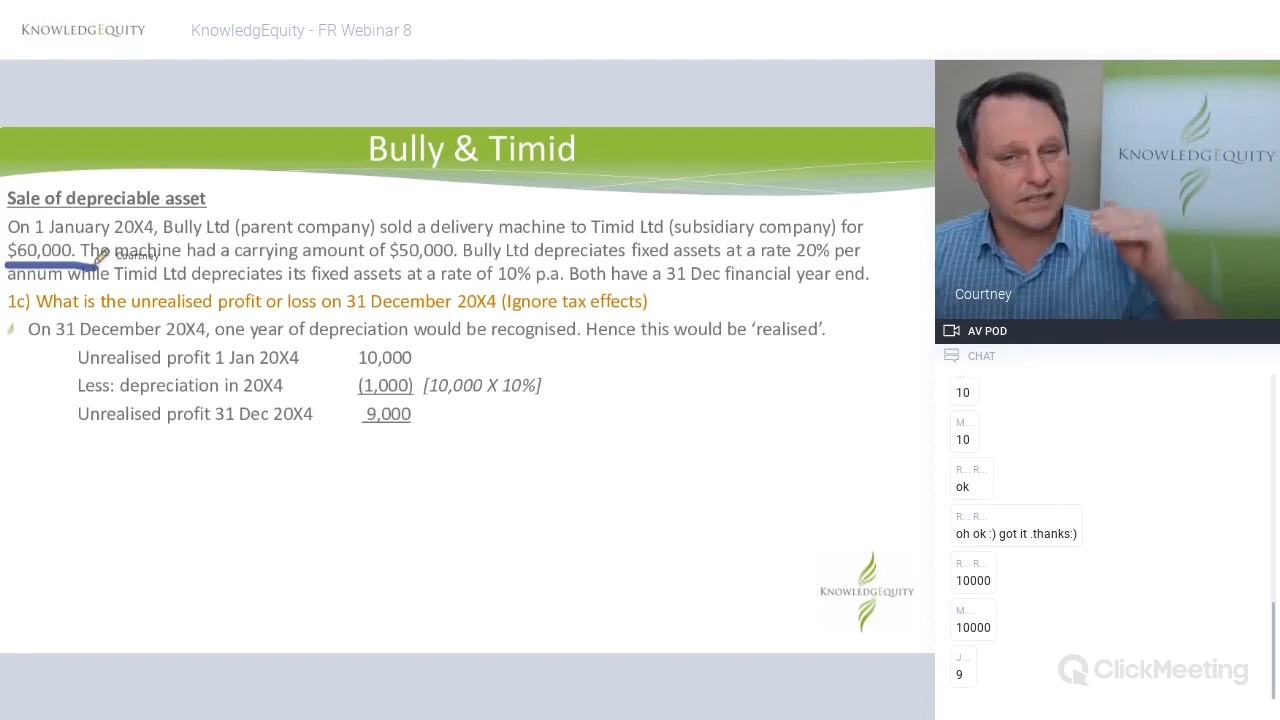 KNOWLEDGEQUITY
KnowledgEquity - FR Webinar 8
Bully & Timid
Sale of depreciable asset
On 1 January 20X4, Bully Ltd (parent company) sold a delivery machine to Timid Ltd (subsidiary company) for
$60,000. The machine had a carrying amount of $50,000. Bully Ltd depreciates fixed assets at a rate 20% per
Courtney
annum while Timid Ltd depreciates its fixed assets at a rate of 10% p.a. Both have a 31 Dec financial year end.
1c) What is the unrealised profit or loss on 31 December 20X4 (Ignore tax effects)
On 31 December 20X4, one year of depreciation would be recognised. Hence this would be ‘realised’.
Unrealised profit 1 Jan 20X4 10,000
Less: depreciation in 20X4 (1,000) [10,000 X 10%]
Unrealised profit 31 Dec 20X4 9,000
KNOWLEDGEQUITY
KNOWLEDGEQUITY
Courtney
AV POD
CHAT
10
M...
10
R... R...
ok
R... R...
oh ok :) got it .thanks:)
R... R...
10000
M...
10000
J...
9
ClickMeeting